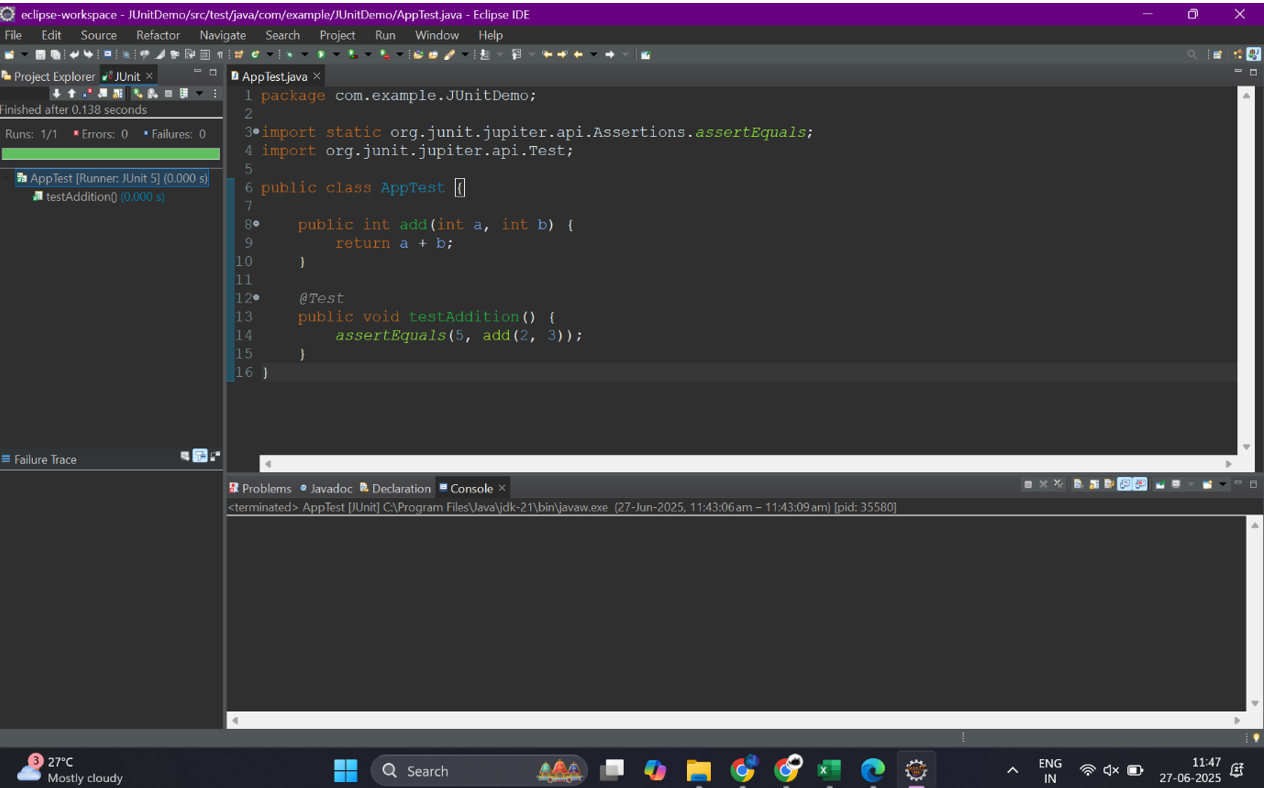 eclipse-workspace - JUnitDemo/src/test/java/com/example/JUnitDemo/AppTest.java - Eclipse IDE
File Edit Source Refactor Navigate Search Project Run Window Help
Project Explorer JUnit
Finished after 0.138 seconds
Runs: 1/1 Errors: 0 Failures: 0
AppTest [Runner: JUnit 5] (0.000 s)
testAddition() (0.000 s)
Failure Trace
AppTest.java
1 package com.example.JUnitDemo;
2
3 import static org.junit.jupiter.api.Assertions.assertEquals;
4 import org.junit.jupiter.api.Test;
5
6 public class AppTest {
7
8 public int add(int a, int b) {
9 return a + b;
10 }
11
12 @Test
13 public void testAddition() {
14 assertEquals(5, add(2, 3));
15 }
16 }
Problems Javadoc Declaration Console
<terminated> AppTest [JUnit] C:\Program Files\Java\jdk-21\bin\javaw.exe (27-Jun-2025, 11:43:06 am – 11:43:09 am) [pid: 35580]
3
27°C
Mostly cloudy
Search
ENG
IN
11:47
27-06-2025